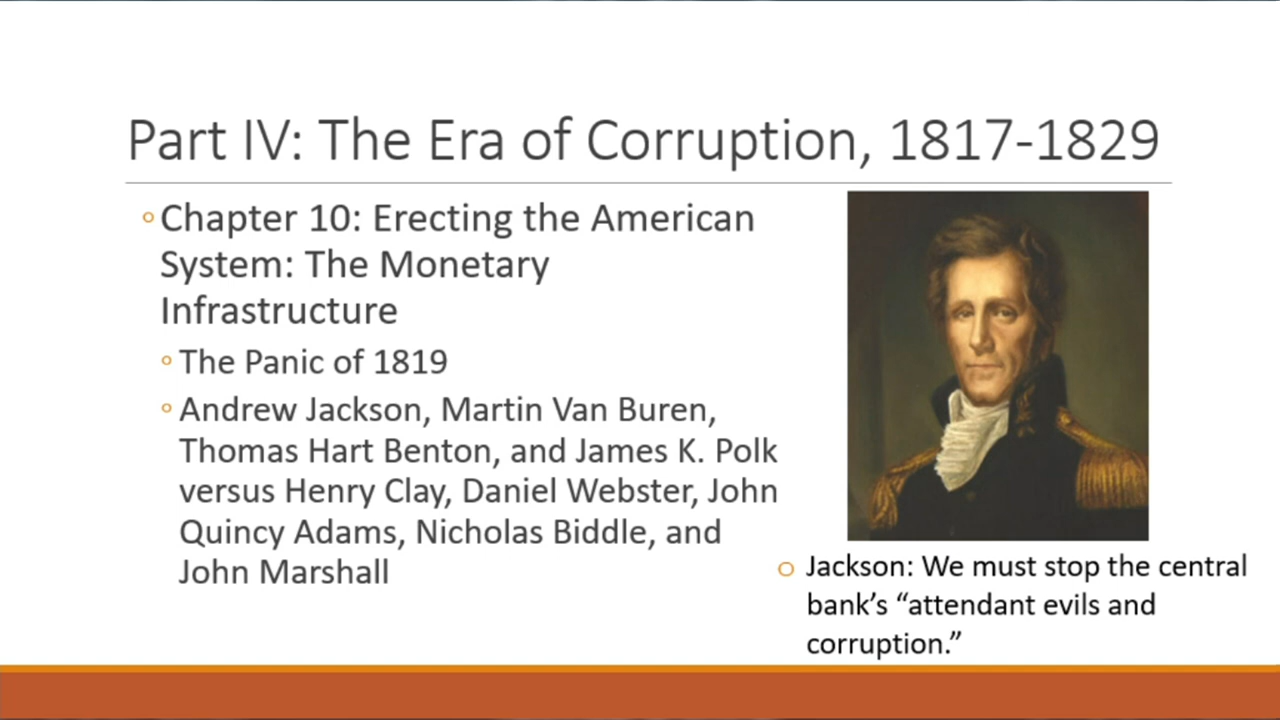 Part IV: The Era of Corruption, 1817-1829
Chapter 10: Erecting the American
System: The Monetary
Infrastructure
The Panic of 1819
Andrew Jackson, Martin Van Buren,
Thomas Hart Benton, and James K. Polk
versus Henry Clay, Daniel Webster, John
Quincy Adams, Nicholas Biddle, and
John Marshall
Jackson: We must stop the central
bank’s “attendant evils and
corruption.”